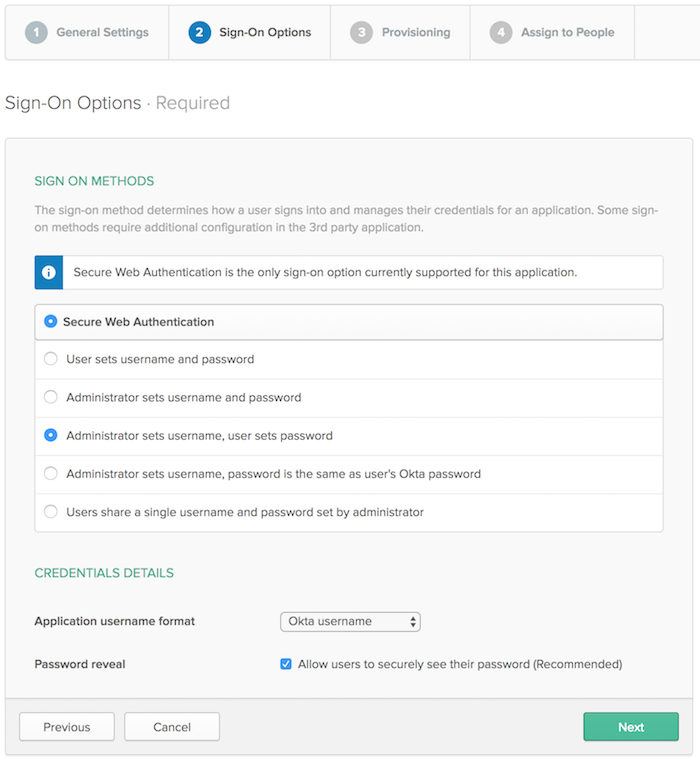 1 General Settings 2 Sign-On Options 3 Provisioning 4 Assign to People
Sign-On Options · Required
SIGN ON METHODS
The sign-on method determines how a user signs into and manages their credentials for an application. Some sign-
on methods require additional configuration in the 3rd party application.
Secure Web Authentication is the only sign-on option currently supported for this application.
Secure Web Authentication
User sets username and password
Administrator sets username and password
Administrator sets username, user sets password
Administrator sets username, password is the same as user's Okta password
Users share a single username and password set by administrator
CREDENTIALS DETAILS
Application username format Okta username
Password reveal Allow users to securely see their password (Recommended)
Previous Cancel Next